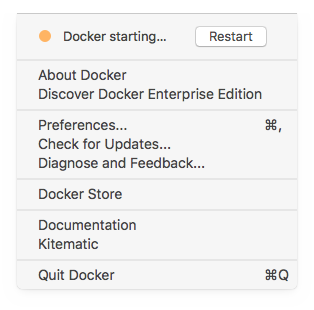 Docker starting... Restart
About Docker
Discover Docker Enterprise Edition
Preferences... ⌘,
Check for Updates...
Diagnose and Feedback...
Docker Store
Documentation
Kitematic
Quit Docker ⌘Q